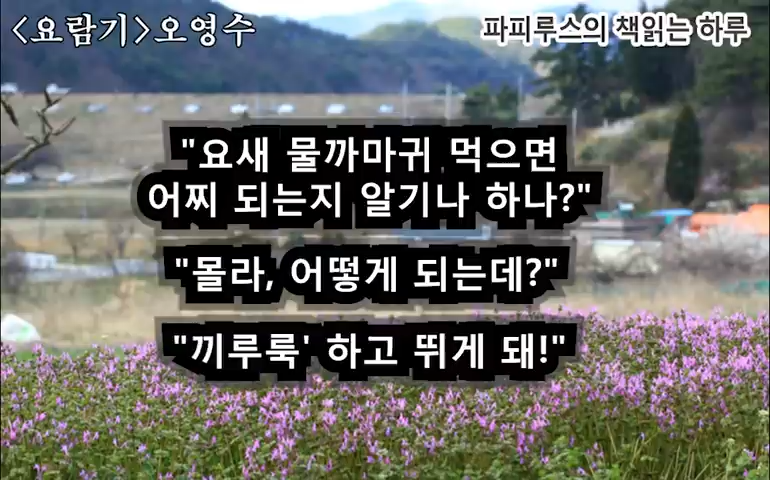 <요람기>오영수
파피루스의 책읽는 하루
"요새 물까마귀 먹으면
어찌 되는지 알기나 하나?"
"몰라, 어떻게 되는데?"
"끼루룩' 하고 뛰게 돼!"